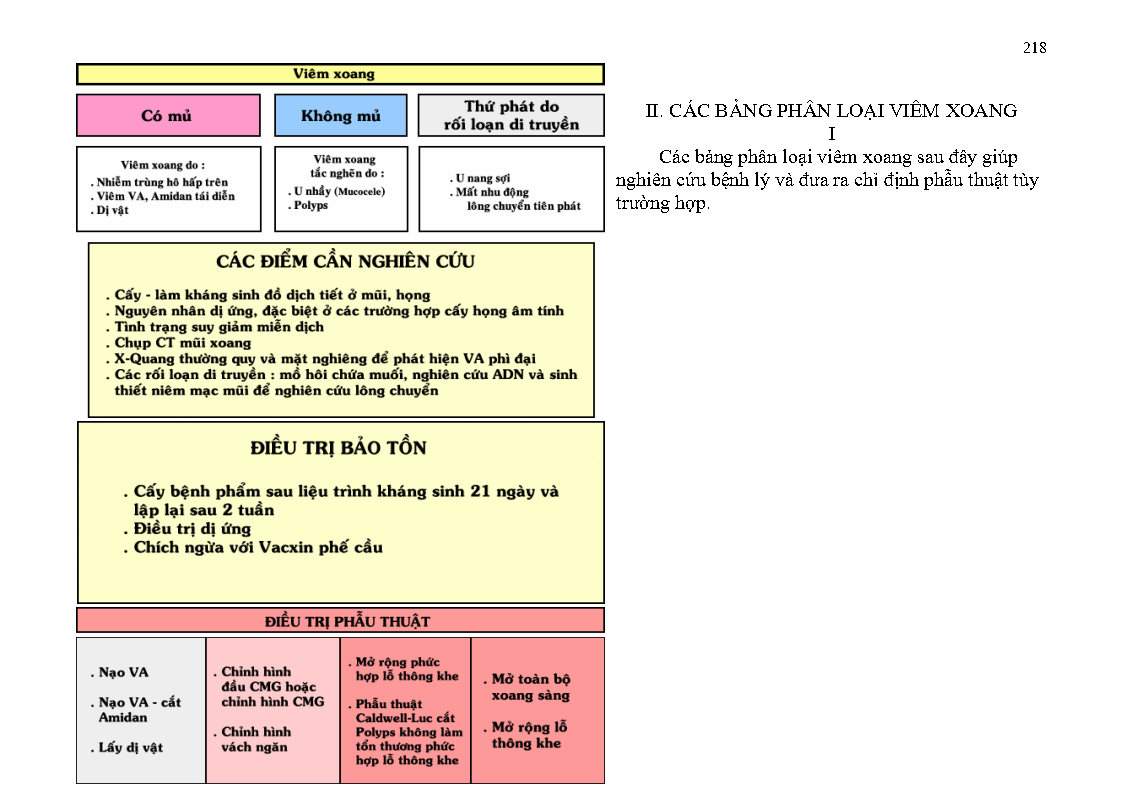 218
Viêm xoang
Có mủ
Không mủ
Thứ phát do
rối loạn di truyền
Viêm xoang do :
. Nhiễm trùng hô hấp trên
. Viêm VA, Amidan tái diễn
. Dị vật
Viêm xoang
tắc nghẽn do :
. U nhầy (Mucocele)
. Polyps
. U nang sợi
. Mất nhu động
lông chuyển tiên phát
CÁC ĐIỂM CẦN NGHIÊN CỨU
. Cấy - làm kháng sinh đồ dịch tiết ở mũi, họng
. Nguyên nhân dị ứng, đặc biệt ở các trường hợp cấy họng âm tính
. Tình trạng suy giảm miễn dịch
. Chụp CT mũi xoang
. X-Quang thường quy và mặt nghiêng để phát hiện VA phì đại
. Các rối loạn di truyền : mồ hôi chứa muối, nghiên cứu ADN và sinh
thiết niêm mạc mũi để nghiên cứu lông chuyển
ĐIỀU TRỊ BẢO TỒN
. Cấy bệnh phẩm sau liệu trình kháng sinh 21 ngày và
lập lại sau 2 tuần
. Điều trị dị ứng
. Chích ngừa với Vacxin phế cầu
ĐIỀU TRỊ PHẪU THUẬT
. Nạo VA
. Nạo VA - cắt
Amidan
. Lấy dị vật
. Chỉnh hình
đầu CMG hoặc
chỉnh hình CMG
. Chỉnh hình
vách ngăn
. Mở rộng phức
hợp lỗ thông khe
. Phẫu thuật
Caldwell-Luc cắt
Polyps không làm
tổn thương phức
hợp lỗ thông khe
. Mở toàn bộ
xoang sàng
. Mở rộng lỗ
thông khe
II. CÁC BẢNG PHÂN LOẠI VIÊM XOANG
I
Các bảng phân loại viêm xoang sau đây giúp
nghiên cứu bệnh lý và đưa ra chỉ định phẫu thuật tùy
trường hợp.